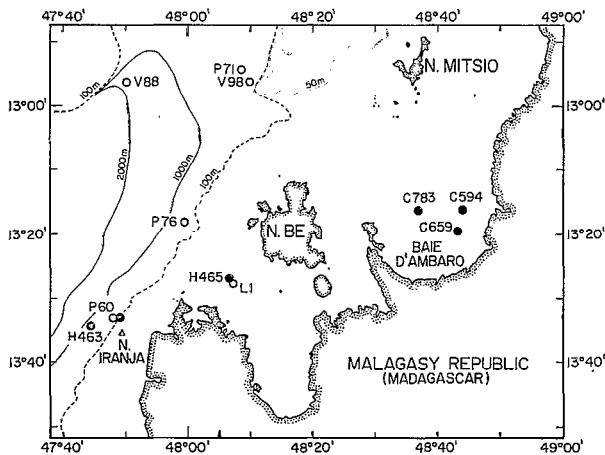 47°40' 48°00' 48°20' 48°40' 49°00'
100m
V88
P71
V98
50m
N. MITSIO
13°00' 13°00'
2000m
1000m
100m
P76
N. BE
C783
C594
C659
BAIE
D'AMBARO
13°20' 13°20'
H465
L1
P60
H463
N.
IRANJA
13°40' 13°40'
MALAGASY REPUBLIC
(MADAGASCAR)
47°40' 48°00' 48°20' 48°40' 49°00'